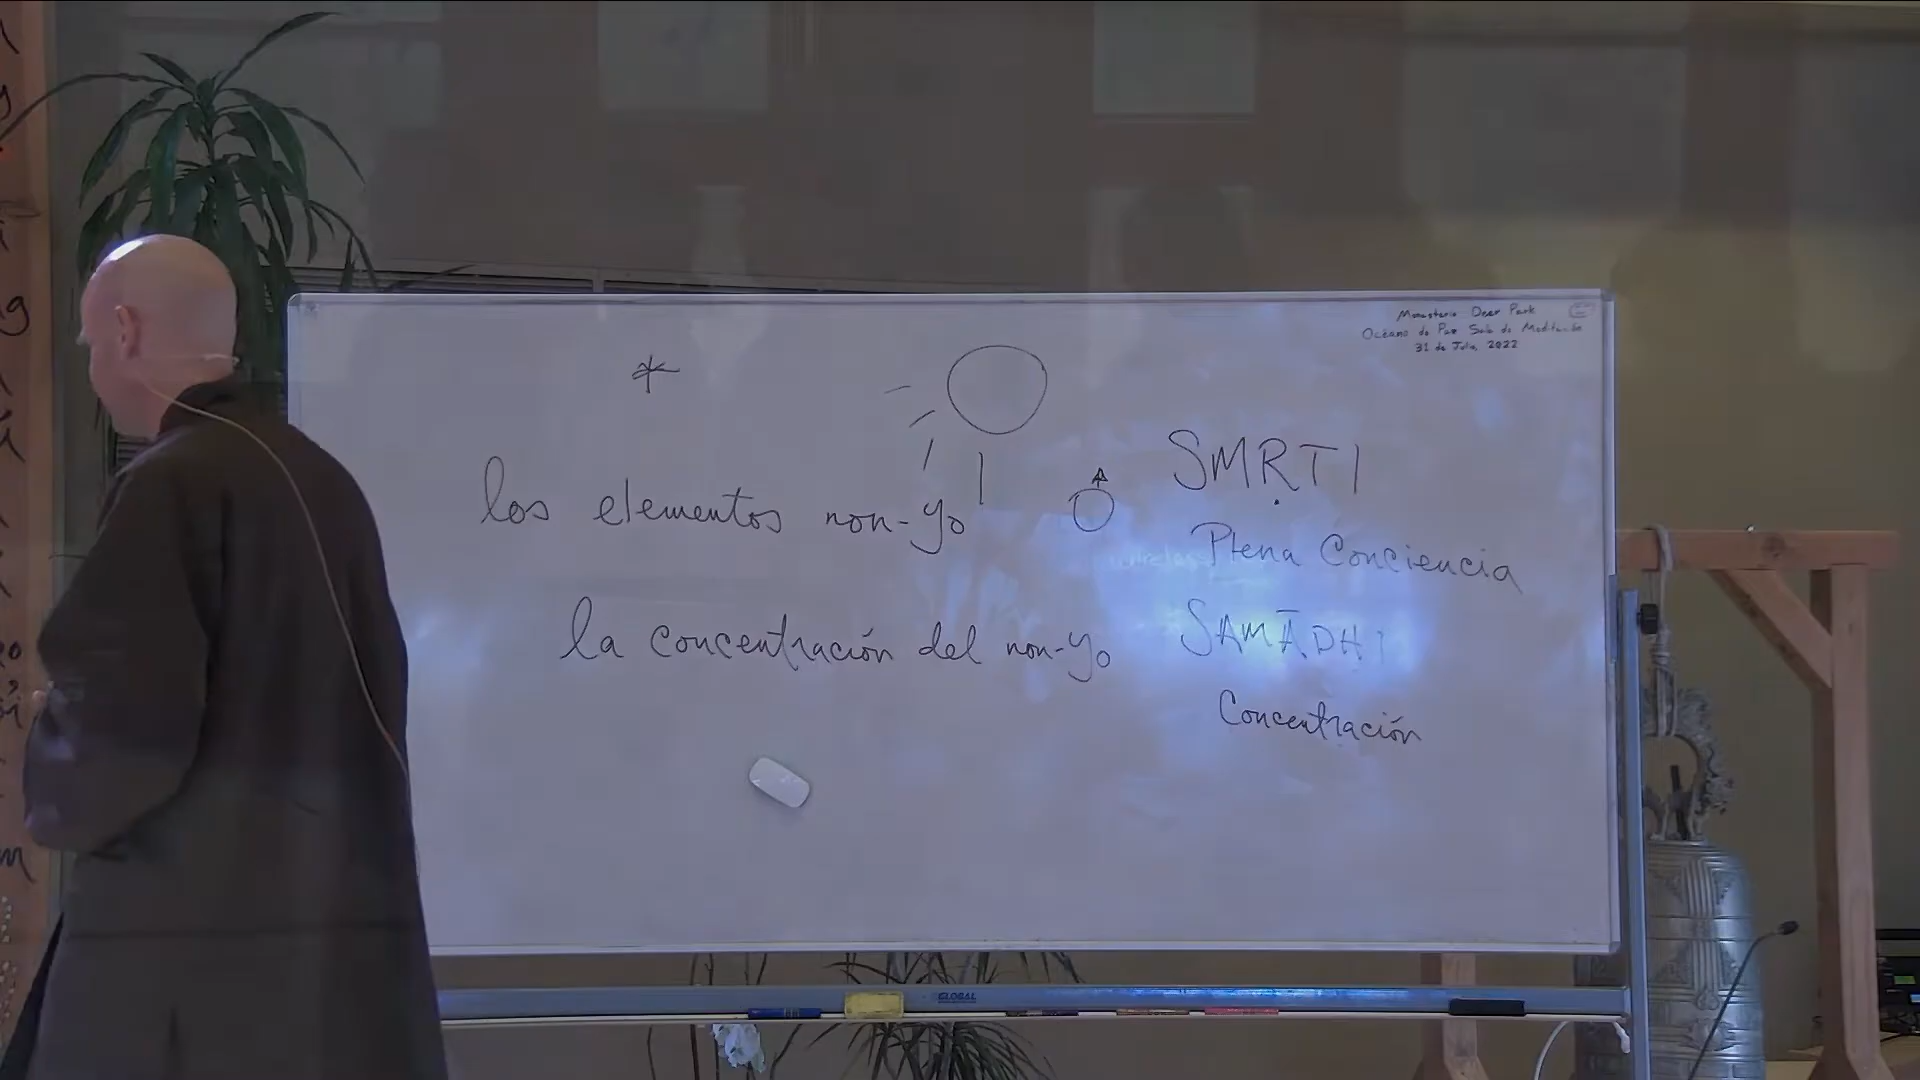 Monasterio Deer Park
Océano de Paz Sala de Meditación
31 de Julio, 2022
SMRTI
los elementos non-yo
Plena Conciencia
la concentración del non-yo
SAMĀDHI
Concentración
GLOBAL